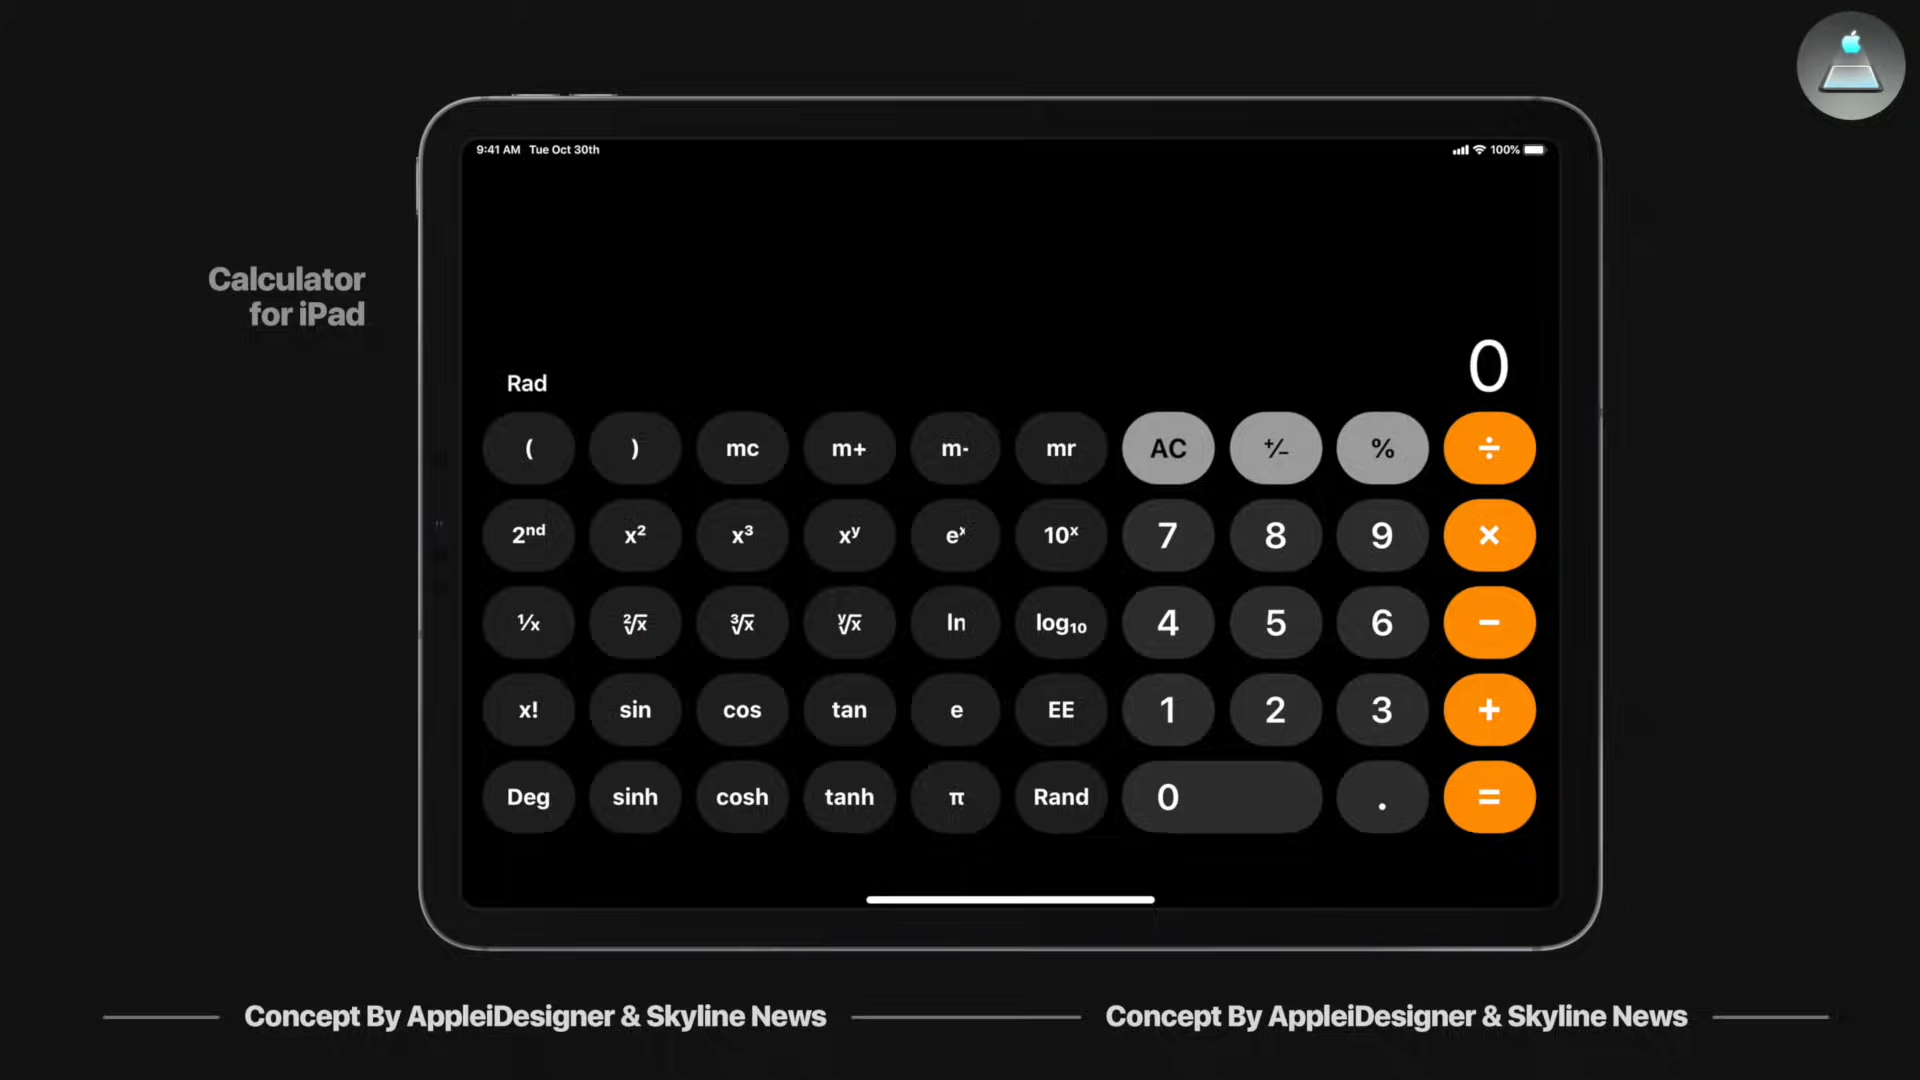 9:41 AM Tue Oct 30th
100%
Calculator
for iPad
0
Rad
( ) mc m+ m- mr AC +/- % ÷
2nd x² x³ xʸ eˣ 10ˣ 7 8 9 ×
1/x ²√x ³√x ʸ√x ln log₁₀ 4 5 6 −
x! sin cos tan e EE 1 2 3 +
Deg sinh cosh tanh π Rand 0 . =
Concept By AppleiDesigner & Skyline News
Concept By AppleiDesigner & Skyline News